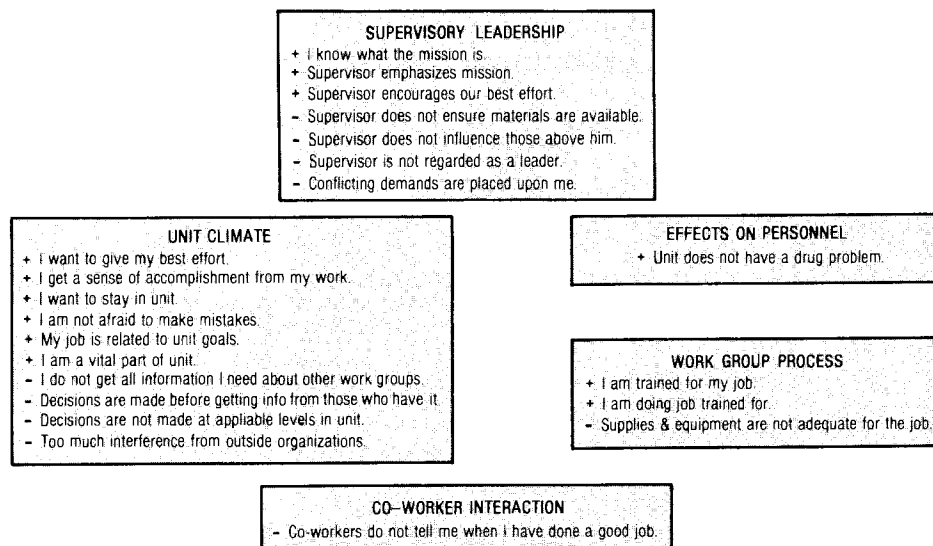 SUPERVISORY LEADERSHIP
+ I know what the mission is.
+ Supervisor emphasizes mission.
+ Supervisor encourages our best effort.
- Supervisor does not ensure materials are available.
- Supervisor does not influence those above him.
- Supervisor is not regarded as a leader.
- Conflicting demands are placed upon me.
UNIT CLIMATE
+ I want to give my best effort.
+ I get a sense of accomplishment from my work.
+ I want to stay in unit.
+ I am not afraid to make mistakes.
+ My job is related to unit goals.
+ I am a vital part of unit.
- I do not get all information I need about other work groups.
- Decisions are made before getting info from those who have it
- Decisions are not made at appliable levels in unit.
- Too much interference from outside organizations.
EFFECTS ON PERSONNEL
+ Unit does not have a drug problem.
WORK GROUP PROCESS
+ I am trained for my job.
+ I am doing job trained for.
- Supplies & equipment are not adequate for the job.
CO-WORKER INTERACTION
- Co-workers do not tell me when I have done a good job.